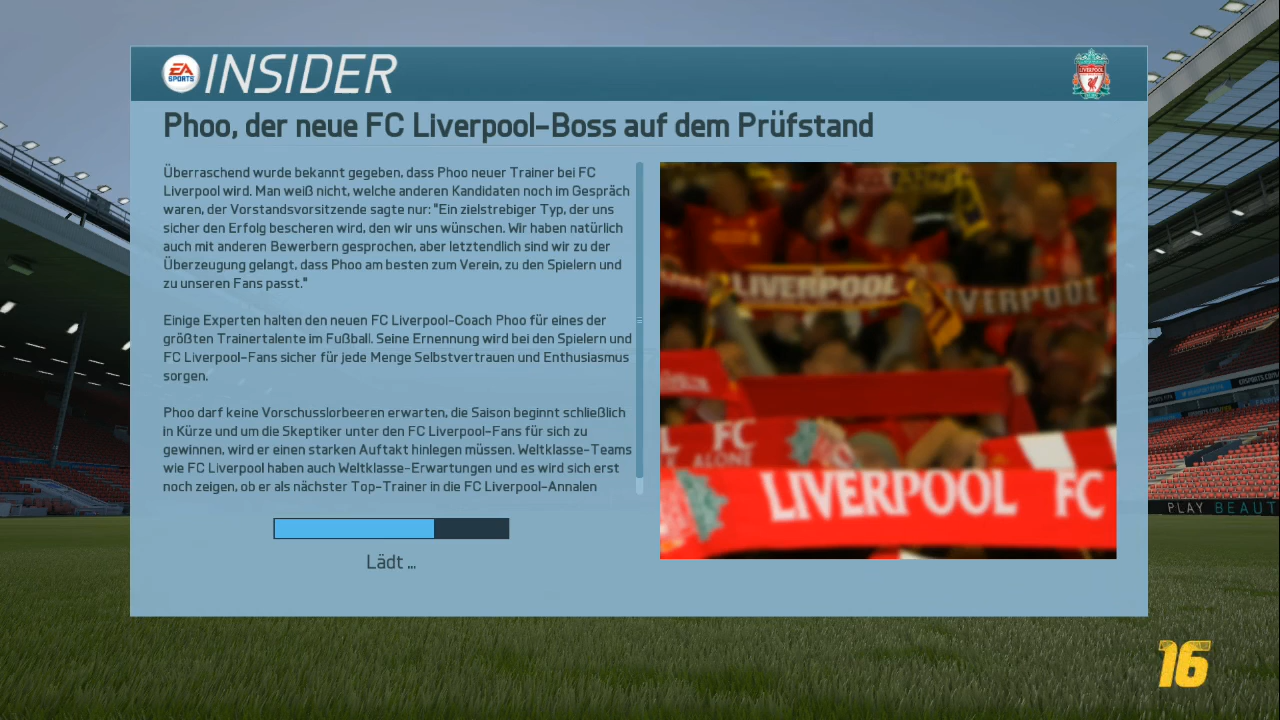 EA SPORTS INSIDER
LIVERPOOL
Phoo, der neue FC Liverpool-Boss auf dem Prüfstand
Überraschend wurde bekannt gegeben, dass Phoo neuer Trainer bei FC
Liverpool wird. Man weiß nicht, welche anderen Kandidaten noch im Gespräch
waren, der Vorstandsvorsitzende sagte nur: "Ein zielstrebiger Typ, der uns
sicher den Erfolg bescheren wird, den wir uns wünschen. Wir haben natürlich
auch mit anderen Bewerbern gesprochen, aber letztendlich sind wir zu der
Überzeugung gelangt, dass Phoo am besten zum Verein, zu den Spielern und
zu unseren Fans passt."
Einige Experten halten den neuen FC Liverpool-Coach Phoo für eines der
größten Trainertalente im Fußball. Seine Ernennung wird bei den Spielern und
FC Liverpool-Fans sicher für jede Menge Selbstvertrauen und Enthusiasmus
sorgen.
Phoo darf keine Vorschusslorbeeren erwarten, die Saison beginnt schließlich
in Kürze und um die Skeptiker unter den FC Liverpool-Fans für sich zu
gewinnen, wird er einen starken Auftakt hinlegen müssen. Weltklasse-Teams
wie FC Liverpool haben auch Weltklasse-Erwartungen und es wird sich erst
noch zeigen, ob er als nächster Top-Trainer in die FC Liverpool-Annalen
Lädt ...
LIVERPOOL
IVERPOOL
L FC
ALONE
LIVERPOOL FC
PLAY BEAUT
16